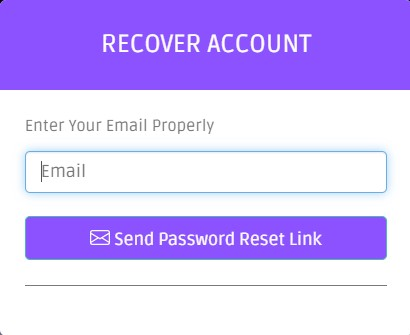 RECOVER ACCOUNT
Enter Your Email Properly
Email
Send Password Reset Link